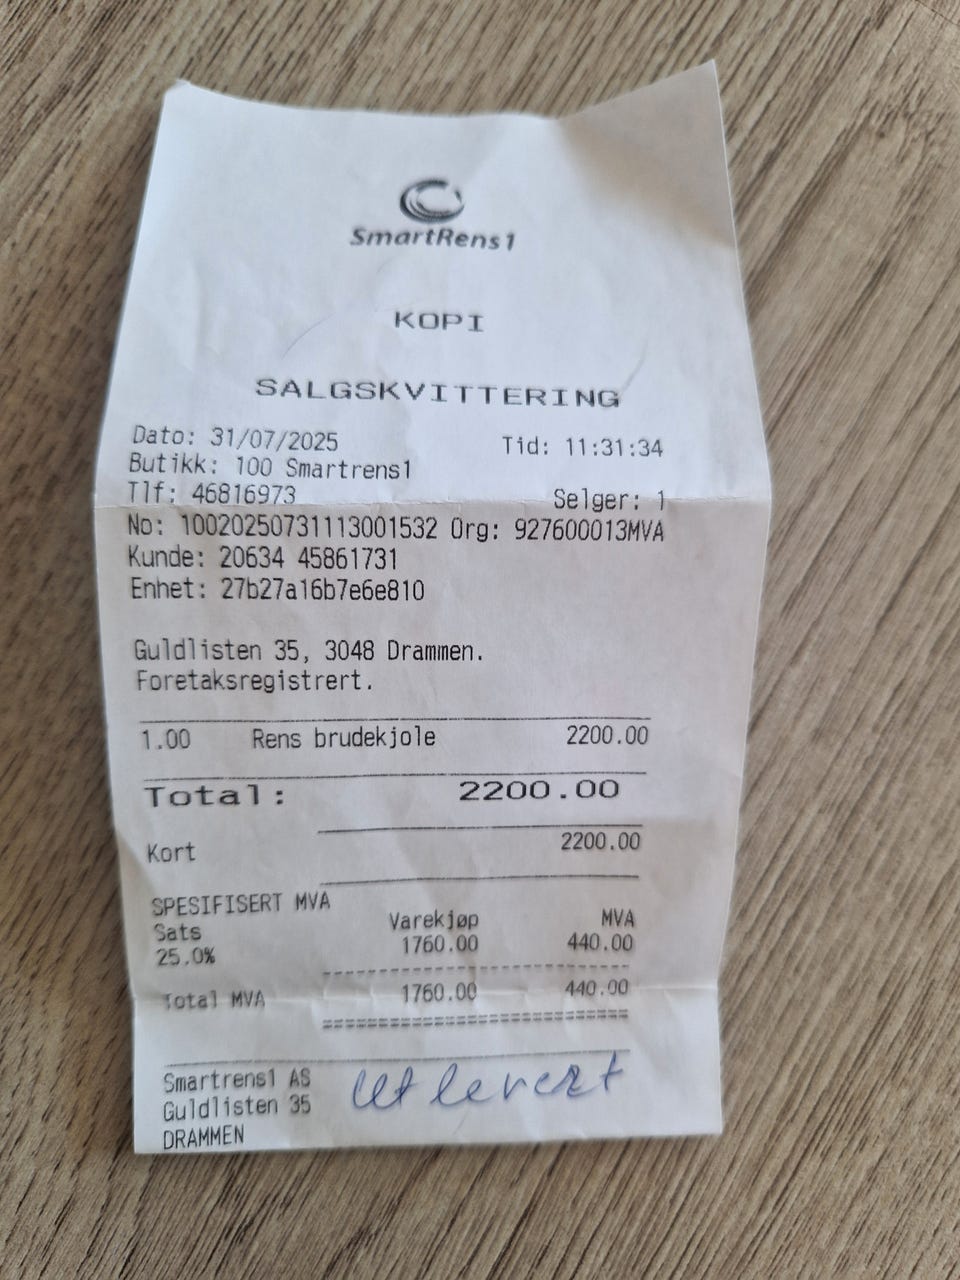 SmartRens1
KOPI
SALGSKVITTERING
Dato: 31/07/2025 Tid: 11:31:34
Butikk: 100 Smartrens1
Tlf: 46816973 Selger: 1
No: 10020250731113001532 Org: 927600013MVA
Kunde: 20634 45861731
Enhet: 27b27a16b7e6e810
Guldlisten 35, 3048 Drammen.
Foretaksregistrert.
1.00 Rens brudekjole 2200.00
Total: 2200.00
Kort 2200.00
SPESIFISERT MVA
Sats Varekjøp MVA
25.0% 1760.00 440.00
Total MVA 1760.00 440.00
Smartrens1 AS
Guldlisten 35
DRAMMEN
Utlevert